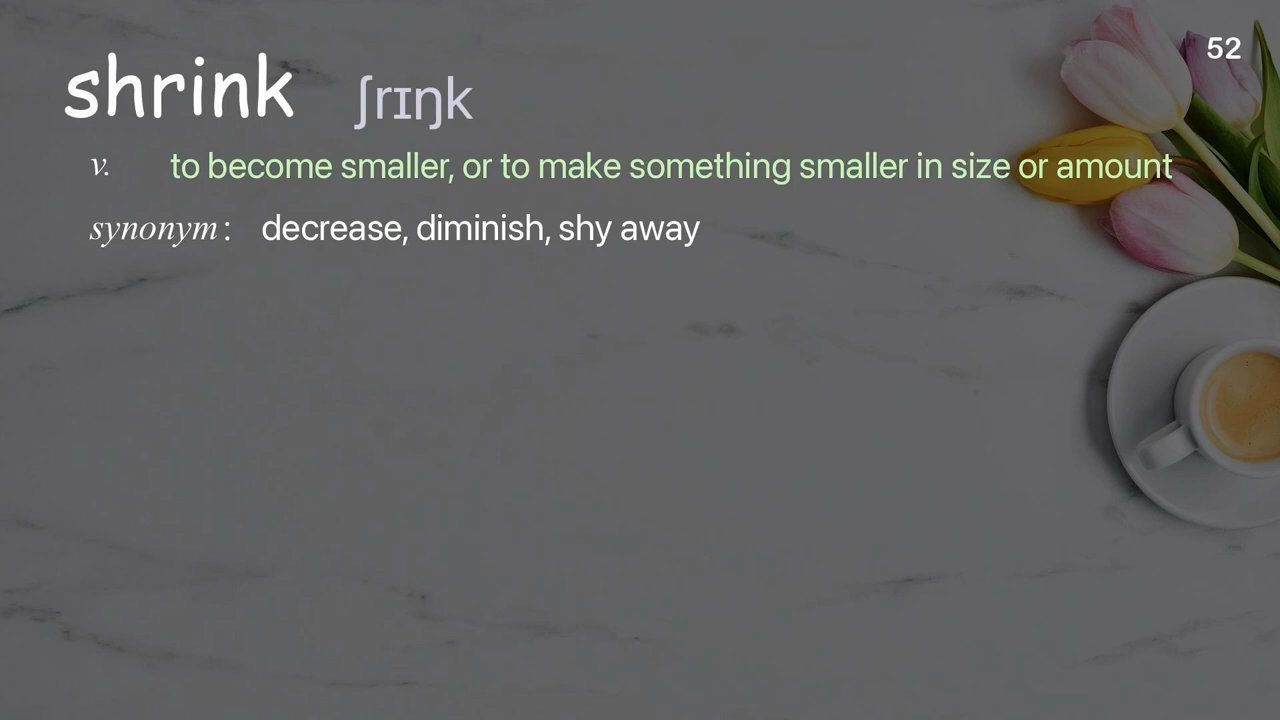 52
shrink ʃrɪŋk
v. to become smaller, or to make something smaller in size or amount
synonym : decrease, diminish, shy away